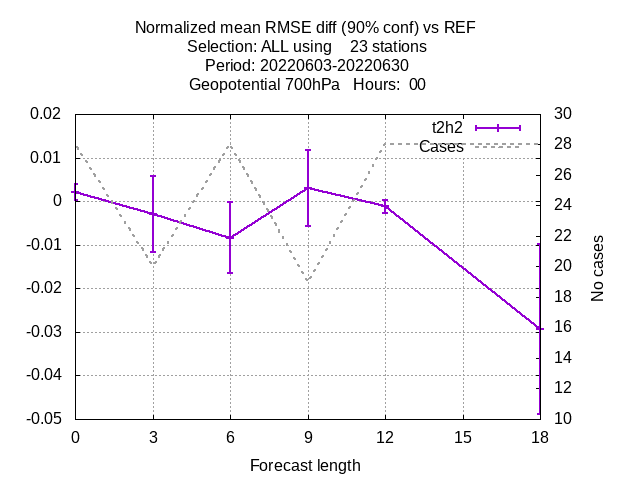 Normalized mean RMSE diff (90% conf) vs REF
Selection: ALL using    23 stations
Period: 20220603-20220630
Geopotential 700hPa   Hours:  00
0.02
0.01
0
-0.01
-0.02
-0.03
-0.04
-0.05
t2h2
Cases
30
28
26
24
22
20
18
16
14
12
10
No cases
0 3 6 9 12 15 18
Forecast length